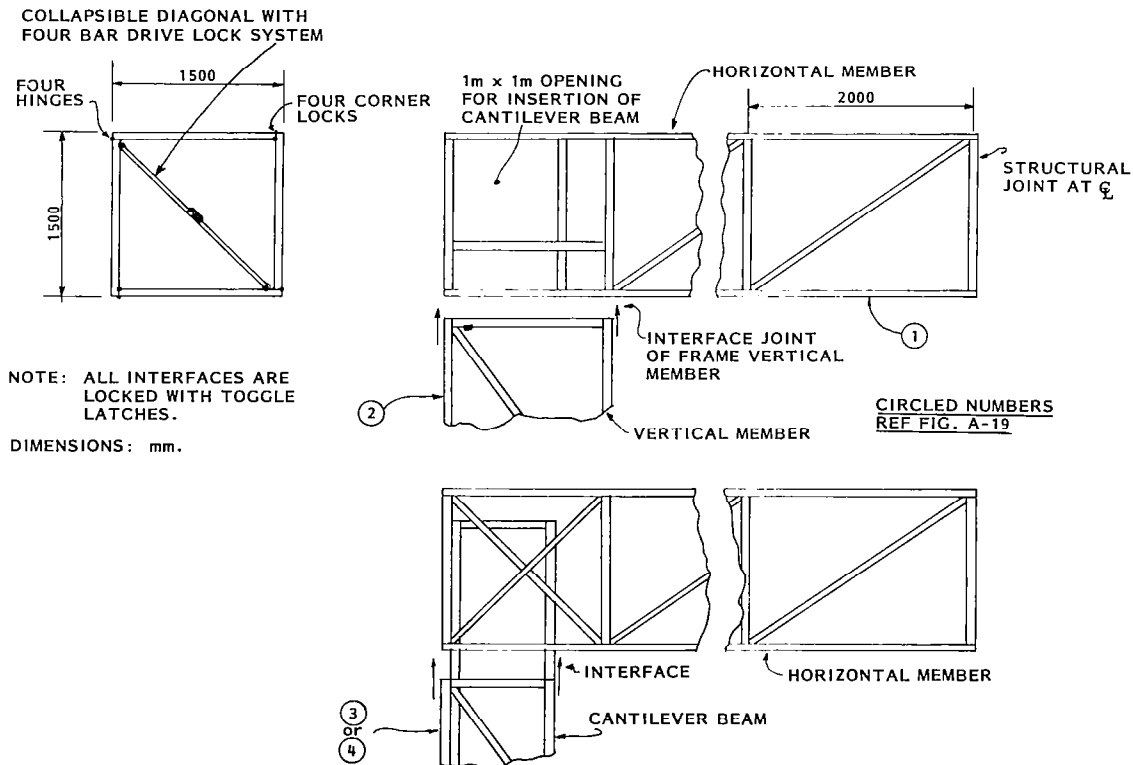 COLLAPSIBLE DIAGONAL WITH
FOUR BAR DRIVE LOCK SYSTEM
1500
FOUR
HINGES
FOUR CORNER
LOCKS
1500
1m x 1m OPENING
FOR INSERTION OF
CANTILEVER BEAM
HORIZONTAL MEMBER
2000
STRUCTURAL
JOINT AT ℄
1
INTERFACE JOINT
OF FRAME VERTICAL
MEMBER
2
VERTICAL MEMBER
CIRCLED NUMBERS
REF FIG. A-19
NOTE: ALL INTERFACES ARE
LOCKED WITH TOGGLE
LATCHES.
DIMENSIONS: mm.
INTERFACE
HORIZONTAL MEMBER
3
or
4
CANTILEVER BEAM